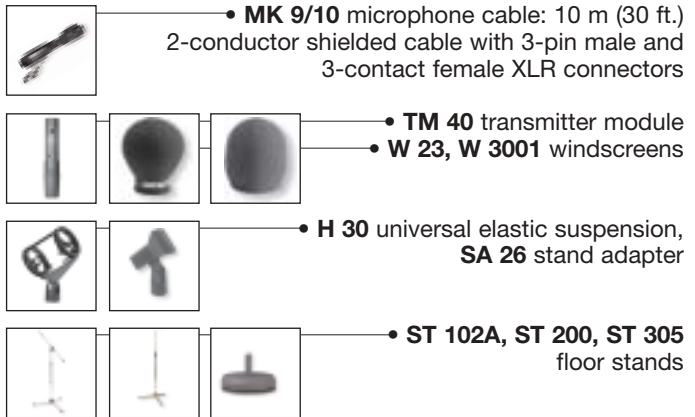 • MK 9/10 microphone cable: 10 m (30 ft.)
2-conductor shielded cable with 3-pin male and
3-contact female XLR connectors
• TM 40 transmitter module
• W 23, W 3001 windscreens
• H 30 universal elastic suspension,
SA 26 stand adapter
• ST 102A, ST 200, ST 305
floor stands